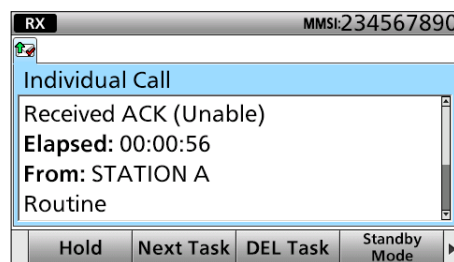 RX MMSI:234567890
Individual Call
Received ACK (Unable)
Elapsed: 00:00:56
From: STATION A
Routine
Hold Next Task DEL Task Standby Mode